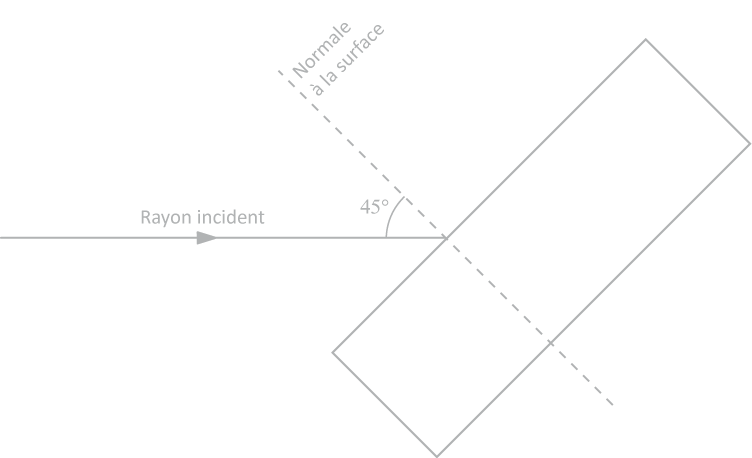 Normale
à la surface
45°
Rayon incident